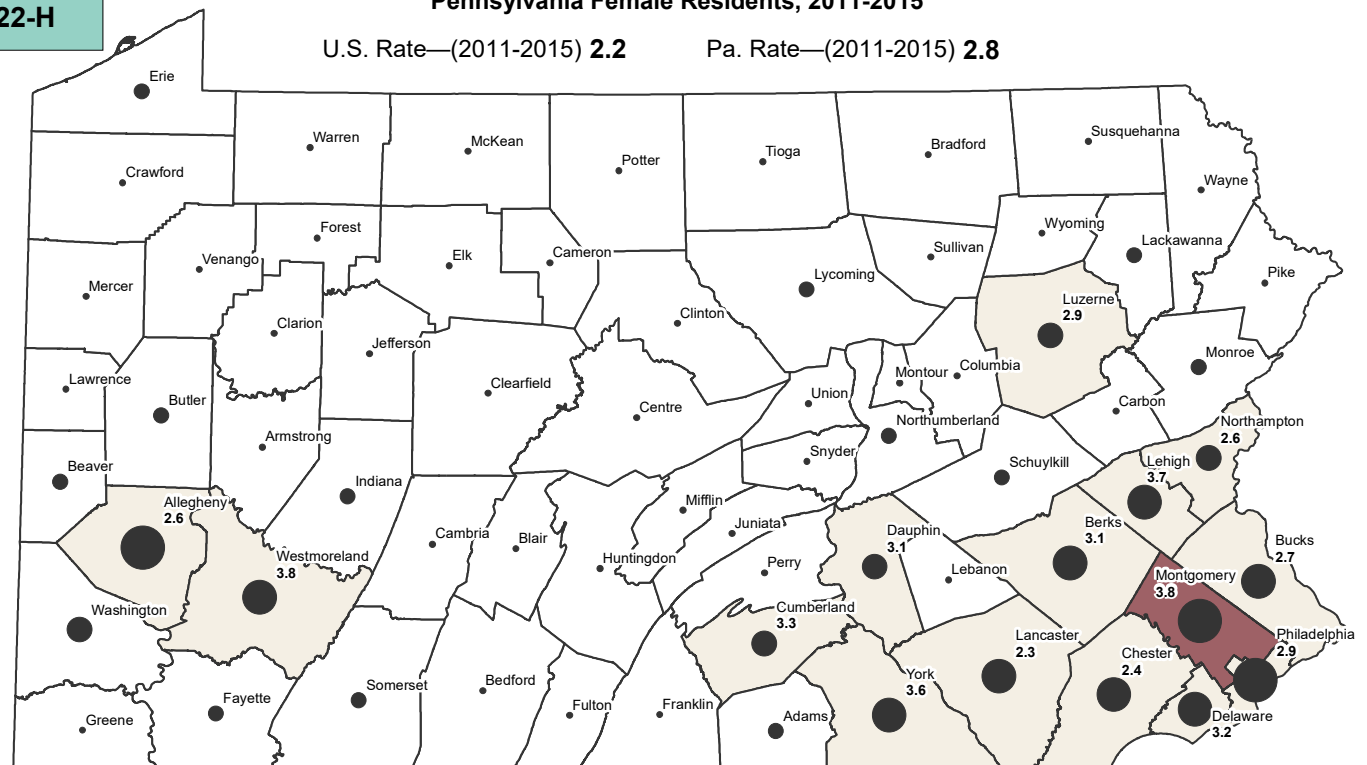 22-H
Pennsylvania Female Residents, 2011-2015
U.S. Rate—(2011-2015) 2.2
Pa. Rate—(2011-2015) 2.8
Erie
Warren
McKean
Potter
Tioga
Bradford
Susquehanna
Wayne
Crawford
Forest
Venango
Elk
Cameron
Sullivan
Wyoming
Lackawanna
Mercer
Lycoming
Pike
Clarion
Clinton
Luzerne
2.9
Jefferson
Monroe
Lawrence
Clearfield
Montour
Columbia
Butler
Centre
Union
Carbon
Northumberland
Northampton
2.6
Armstrong
Snyder
Beaver
Indiana
Schuylkill
Lehigh
3.7
Allegheny
2.6
Mifflin
Juniata
Cambria
Blair
Dauphin
3.1
Berks
3.1
Bucks
2.7
Westmoreland
3.8
Huntingdon
Perry
Lebanon
Montgomery
3.8
Washington
Cumberland
3.3
Lancaster
2.3
Philadelphia
2.9
Chester
2.4
York
3.6
Somerset
Bedford
Fayette
Greene
Fulton
Franklin
Adams
Delaware
3.2